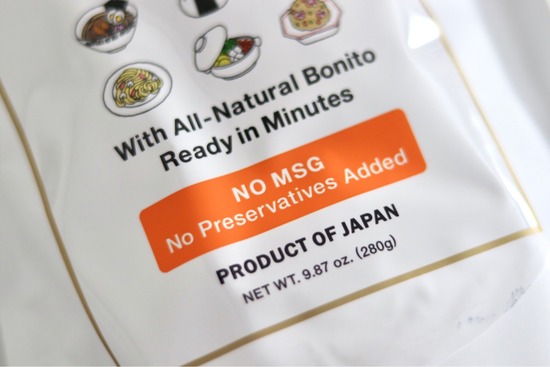 With All-Natural Bonito
Ready in Minutes
NO MSG
No Preservatives Added
PRODUCT OF JAPAN
NET WT. 9.87 oz. (280g)